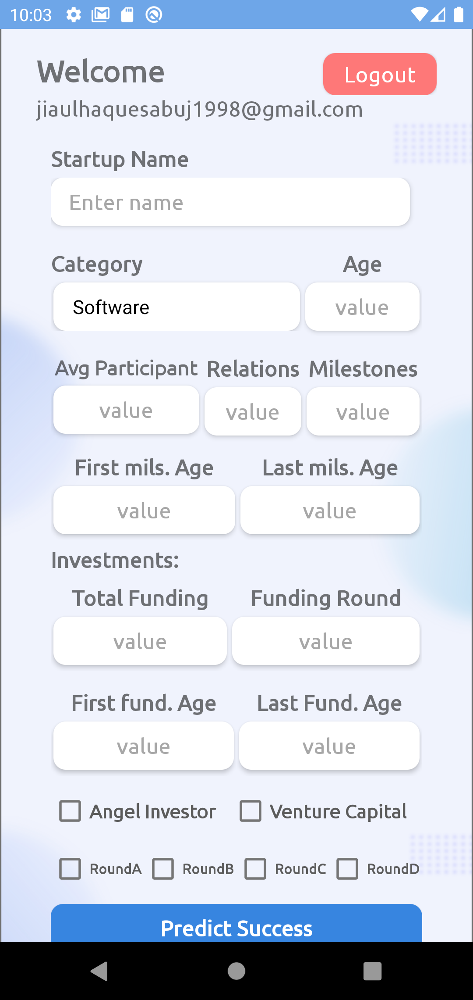 10:03
Welcome
Logout
jiaulhaquesabuj1998@gmail.com
Startup Name
Enter name
Category Age
Software value
Avg Participant Relations Milestones
value value value
First mils. Age Last mils. Age
value value
Investments:
Total Funding Funding Round
value value
First fund. Age Last Fund. Age
value value
Angel Investor Venture Capital
RoundA RoundB RoundC RoundD
Predict Success